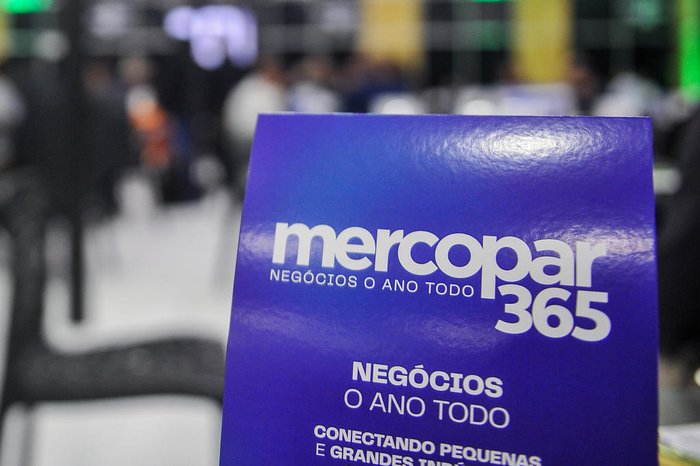 mercopar
NEGÓCIOS O ANO TODO
365
NEGÓCIOS
O ANO TODO
CONECTANDO PEQUENAS
E GRANDES